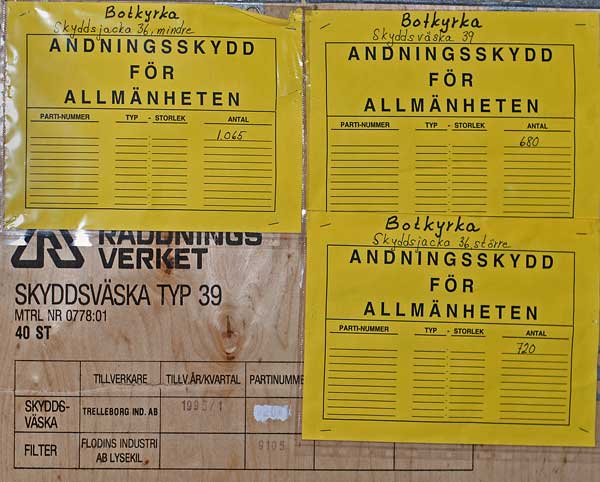 Botkyrka
Skyddsjacka 36, mindre
ANDNINGSSKYDD
FÖR
ALLMÄNHETEN
PARTI-NUMMER TYP - STORLEK ANTAL
1.065
Botkyrka
Skyddsväska 39
ANDNINGSSKYDD
FÖR
ALLMÄNHETEN
PARTI-NUMMER TYP - STORLEK ANTAL
680
Botkyrka
Skyddsjacka 36, större
ANDNINGSSKYDD
FÖR
ALLMÄNHETEN
PARTI-NUMMER TYP - STORLEK ANTAL
720
RÄDDNINGS
VERKET
SKYDDSVÄSKA TYP 39
MTRL NR 0778:01
40 ST
TILLVERKARE TILLV.ÅR/KVARTAL PARTINUMME
SKYDDS-
VÄSKA TRELLEBORG IND. AB 1995/1
FILTER FLODINS INDUSTRI
AB LYSEKIL 9105